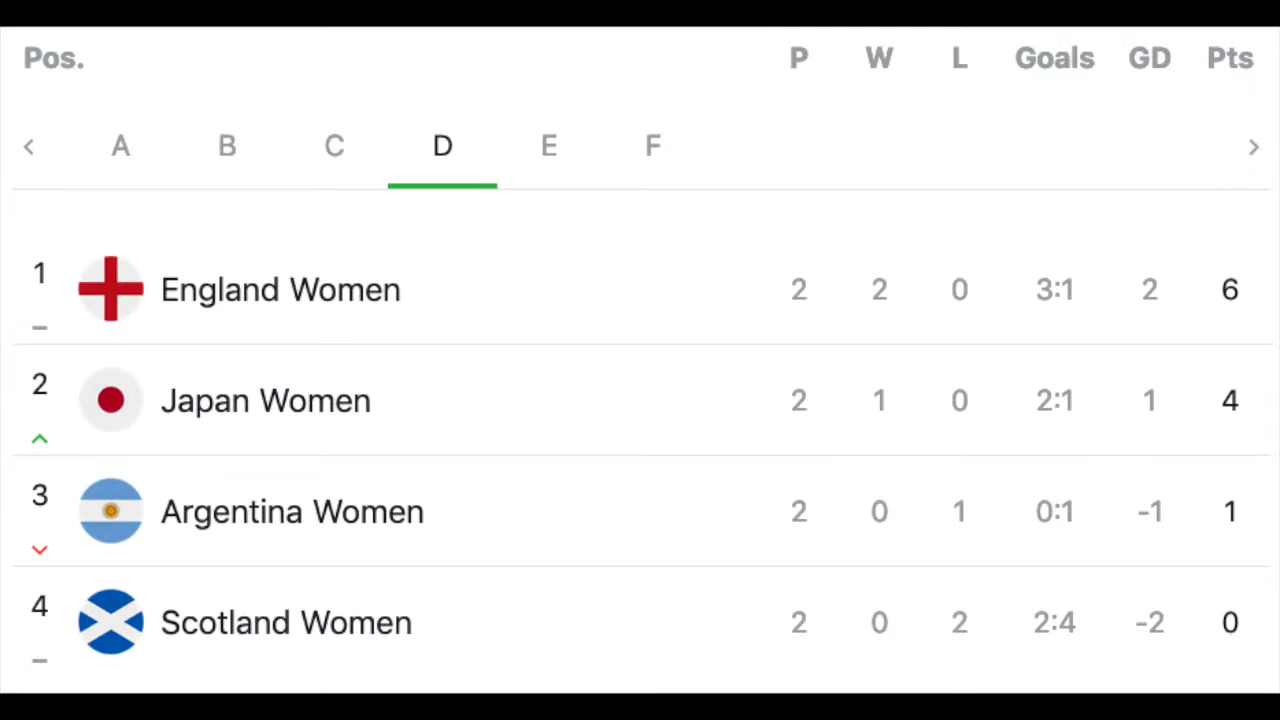 Pos. P W L Goals GD Pts
A B C D E F
1 England Women 2 2 0 3:1 2 6
2 Japan Women 2 1 0 2:1 1 4
3 Argentina Women 2 0 1 0:1 -1 1
4 Scotland Women 2 0 2 2:4 -2 0